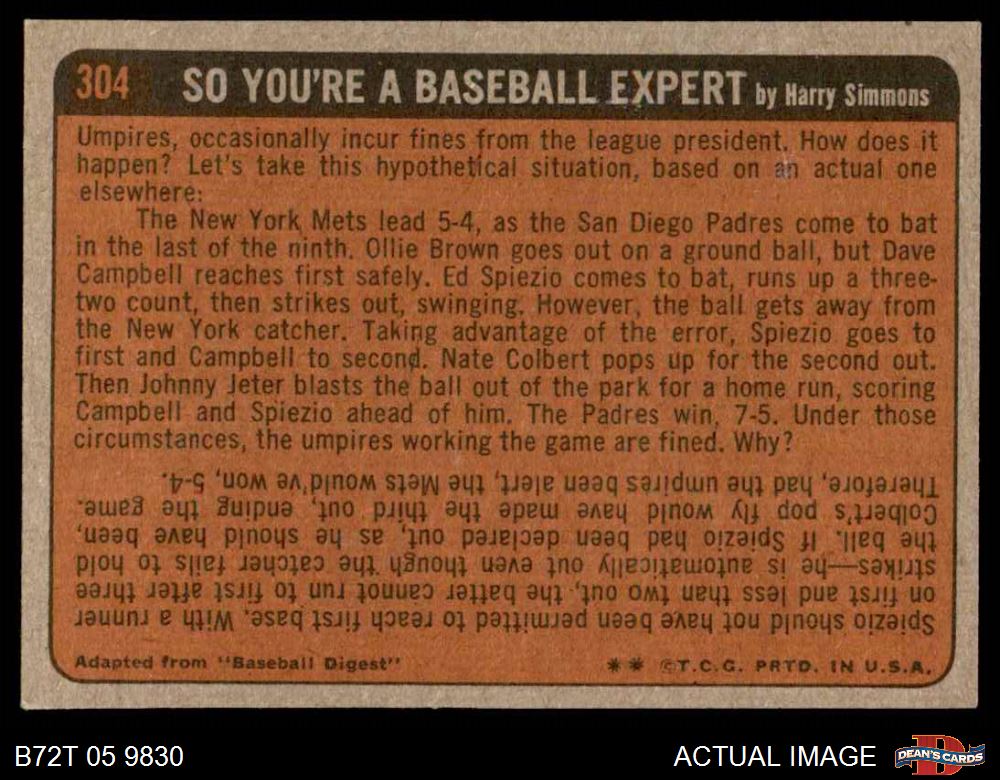 304 SO YOU'RE A BASEBALL EXPERT by Harry Simmons
Umpires, occasionally incur fines from the league president. How does it
happen? Let's take this hypothetical situation, based on an actual one
elsewhere:
The New York Mets lead 5-4, as the San Diego Padres come to bat
in the last of the ninth. Ollie Brown goes out on a ground ball, but Dave
Campbell reaches first safely. Ed Spiezio comes to bat, runs up a three-
two count, then strikes out, swinging. However, the ball gets away from
the New York catcher. Taking advantage of the error, Spiezio goes to
first and Campbell to second. Nate Colbert pops up for the second out.
Then Johnny Jeter blasts the ball out of the park for a home run, scoring
Campbell and Spiezio ahead of him. The Padres win, 7-5. Under those
circumstances, the umpires working the game are fined. Why?
Spiezio should not have been permitted to reach first base. With a runner
on first and less than two out, the batter cannot run to first after three
strikes—he is automatically out even though the catcher fails to hold
the ball. If Spiezio had been declared out, as he should have been,
Colbert's pop fly would have made the third out, ending the game.
Therefore, had the umpires been alert, the Mets would've won, 5-4.
Adapted from "Baseball Digest" ** ©T.C.G. PRTD. IN U.S.A.
B72T 05 9830 ACTUAL IMAGE D DEAN'S CARDS